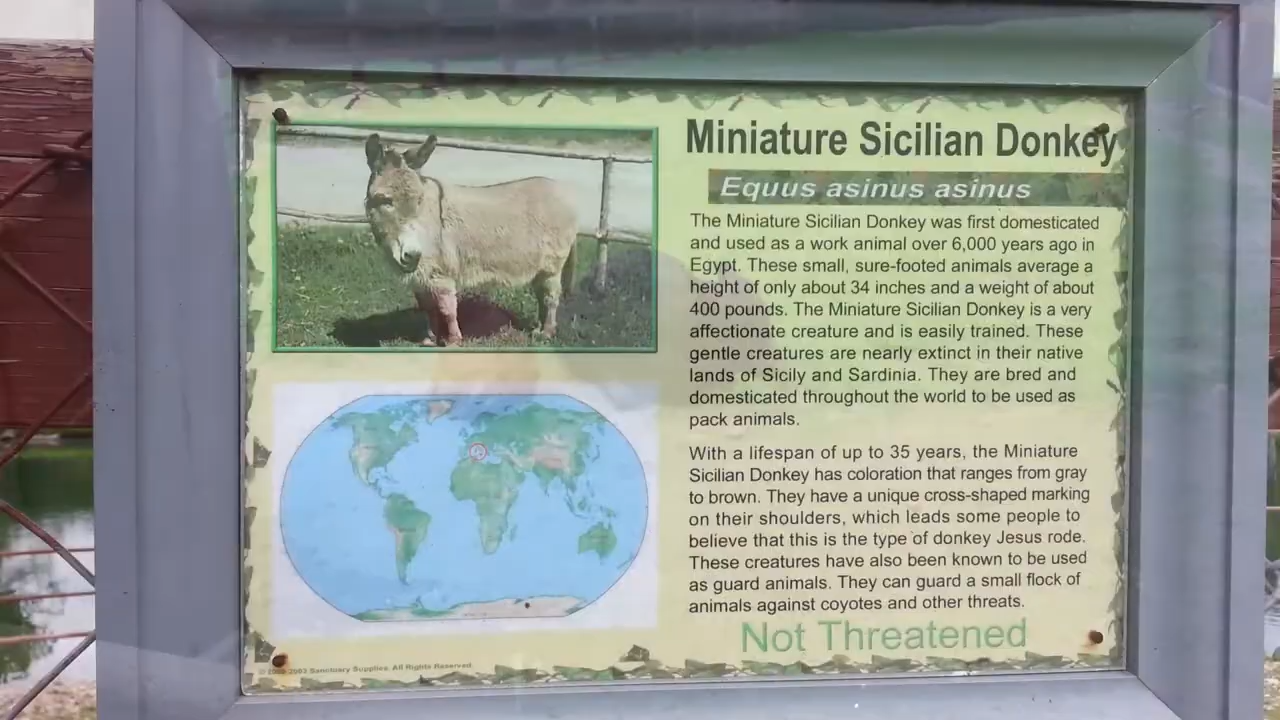 Miniature Sicilian Donkey
Equus asinus asinus
The Miniature Sicilian Donkey was first domesticated
and used as a work animal over 6,000 years ago in
Egypt. These small, sure-footed animals average a
height of only about 34 inches and a weight of about
400 pounds. The Miniature Sicilian Donkey is a very
affectionate creature and is easily trained. These
gentle creatures are nearly extinct in their native
lands of Sicily and Sardinia. They are bred and
domesticated throughout the world to be used as
pack animals.
With a lifespan of up to 35 years, the Miniature
Sicilian Donkey has coloration that ranges from gray
to brown. They have a unique cross-shaped marking
on their shoulders, which leads some people to
believe that this is the type of donkey Jesus rode.
These creatures have also been known to be used
as guard animals. They can guard a small flock of
animals against coyotes and other threats.
Not Threatened
Sanctuary Supplies. All Rights Reserved.